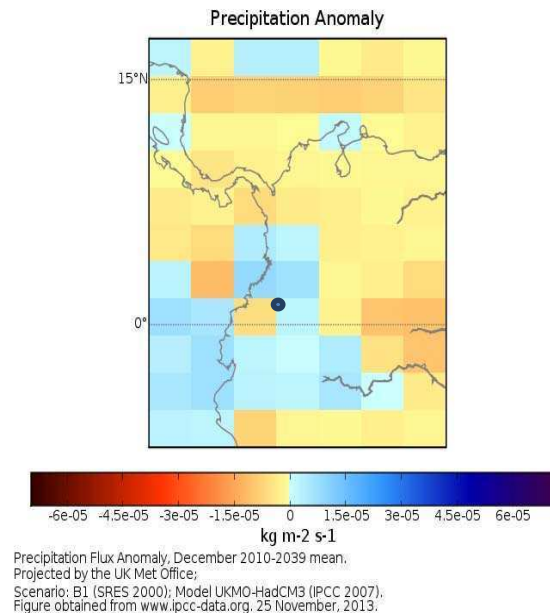 Precipitation Anomaly
15°N
0°
-6e-05 -4.5e-05 -3e-05 -1.5e-05 0 1.5e-05 3e-05 4.5e-05 6e-05
kg m-2 s-1
Precipitation Flux Anomaly, December 2010-2039 mean.
Projected by the UK Met Office;
Scenario: B1 (SRES 2000); Model UKMO-HadCM3 (IPCC 2007).
Figure obtained from www.ipcc-data.org. 25 November, 2013.